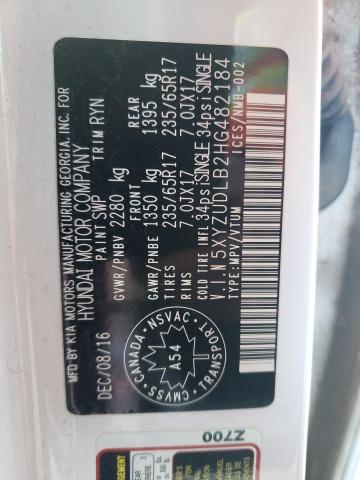 MFD BY KIA MOTORS MANUFACTURING GEORGIA, INC. FOR
HYUNDAI MOTOR COMPANY
DEC/08/16 PAINT SWP TRIM RYN
GVWR/PNBV 2280 kg
REAR
GAWR/PNBE 1350 kg 1395 kg
TIRES 235/65R17 235/65R17
RIMS 7.0JX17 7.0JX17
COLD TIRE INFL 34psi SINGLE 34psi SINGLE
V.I.N 5XYZUDLB2HG482184
TYPE:MPV/VTUM ICES/NMB-002
CANADA • NSVAC • TRANSPORT • CMVSS •
A54
Z700